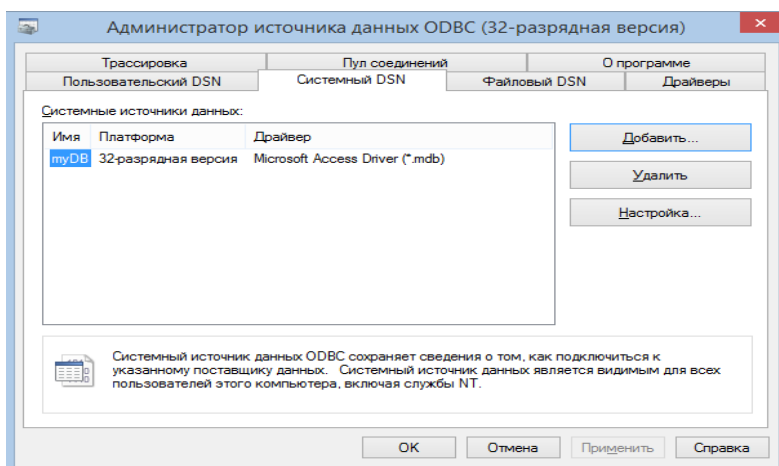 Администратор источника данных ODBC (32-разрядная версия)
Трассировка Пул соединений О программе
Пользовательский DSN Системный DSN Файловый DSN Драйверы
Системные источники данных:
Имя Платформа Драйвер
myDB 32-разрядная версия Microsoft Access Driver (*.mdb)
Добавить...
Удалить
Настройка...
Системный источник данных ODBC сохраняет сведения о том, как подключиться к
указанному поставщику данных. Системный источник данных является видимым для всех
пользователей этого компьютера, включая службы NT.
OK Отмена Применить Справка